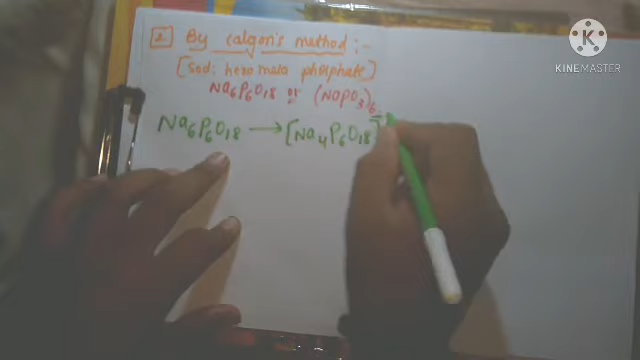 2. By calgon's method :-
[Sod: hexa meta phosphate]
Na6P6O18 or (NaPO3)6
Na6P6O18 → [Na4P6O18]
KINEMASTER